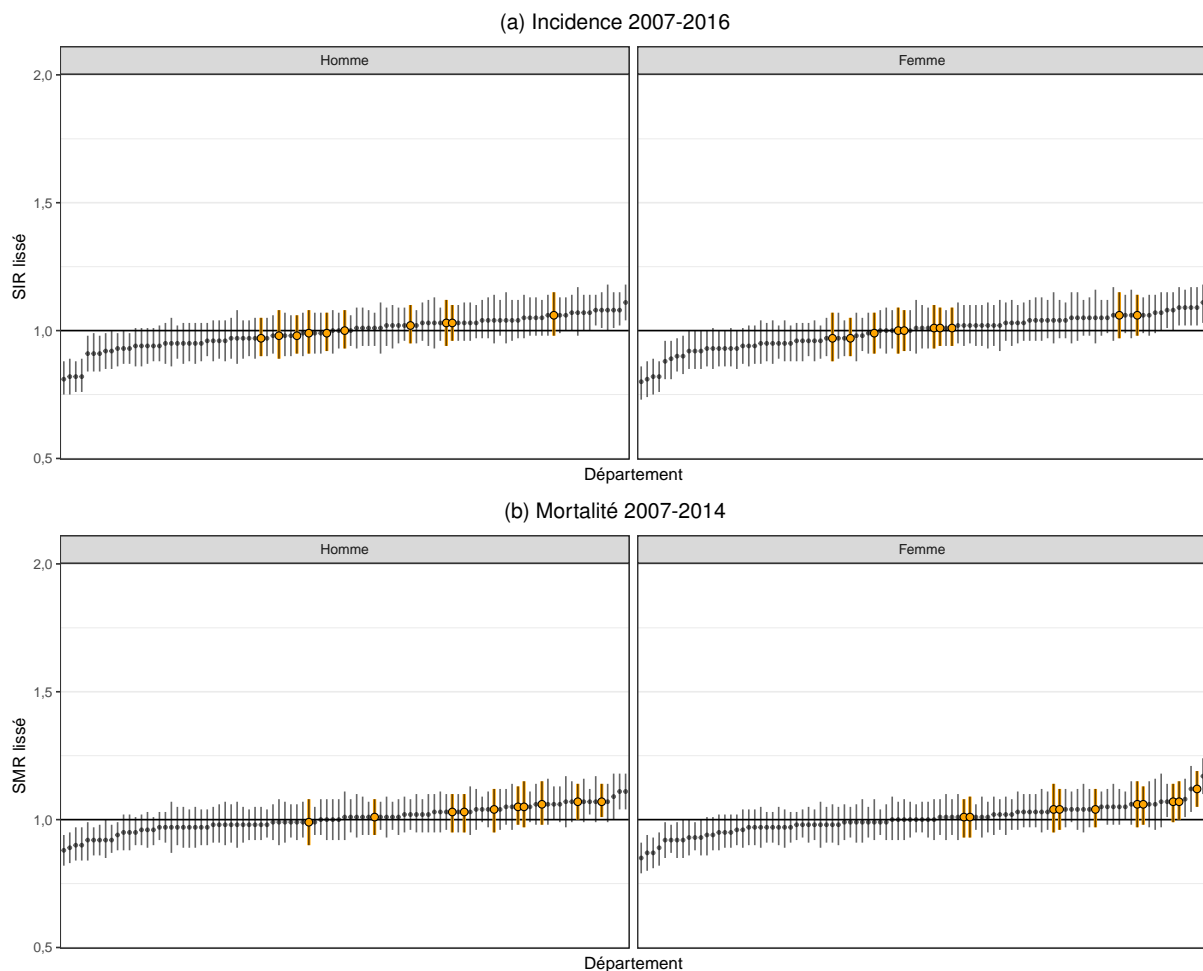 (a) Incidence 2007-2016
Homme
Femme
SIR lissé
2,0
1,5
1,0
0,5
Département
(b) Mortalité 2007-2014
Homme
Femme
SMR lissé
2,0
1,5
1,0
0,5
Département